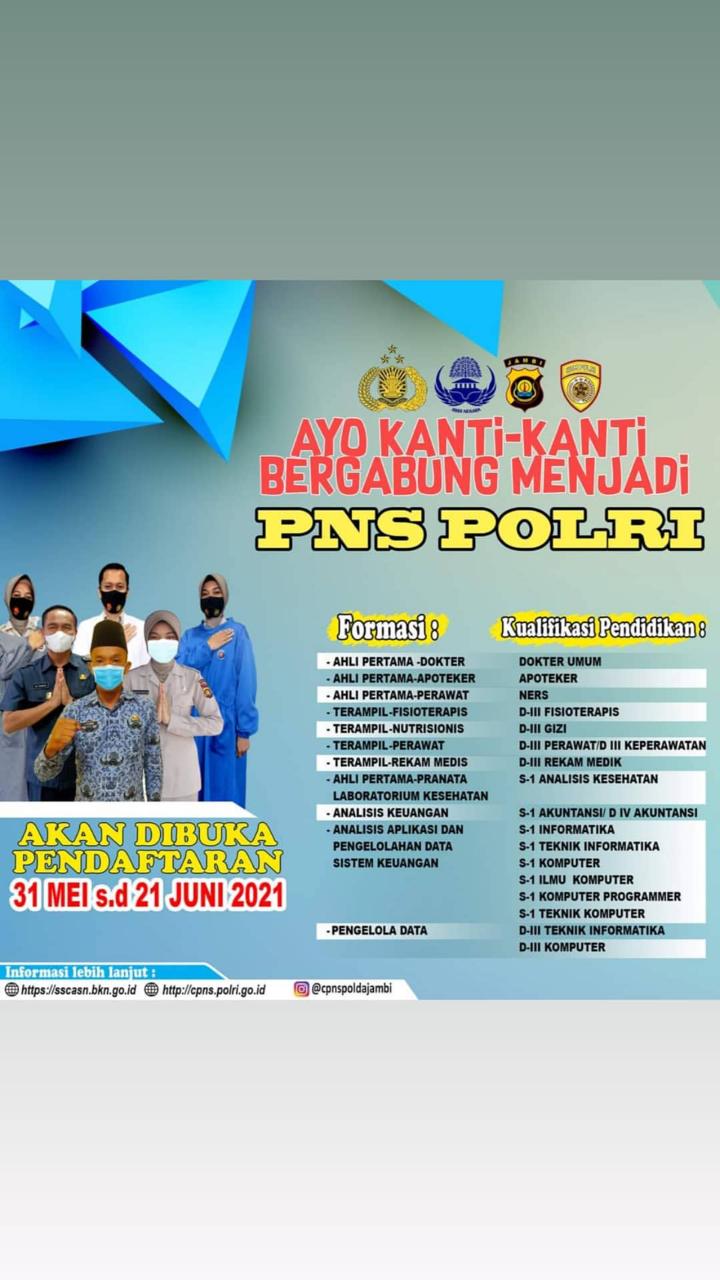 JAMBI
AYO KANTi-KANTi
BERGABUNG MENJADi
PNS POLRI
Formasi :
Kualifikasi Pendidikan :
- AHLI PERTAMA -DOKTER DOKTER UMUM
- AHLI PERTAMA-APOTEKER APOTEKER
- AHLI PERTAMA-PERAWAT NERS
- TERAMPIL-FISIOTERAPIS D-III FISIOTERAPIS
- TERAMPIL-NUTRISIONIS D-III GIZI
- TERAMPIL-PERAWAT D-III PERAWAT/D III KEPERAWATAN
- TERAMPIL-REKAM MEDIS D-III REKAM MEDIK
- AHLI PERTAMA-PRANATA S-1 ANALISIS KESEHATAN
LABORATORIUM KESEHATAN
- ANALISIS KEUANGAN S-1 AKUNTANSI/ D IV AKUNTANSI
- ANALISIS APLIKASI DAN S-1 INFORMATIKA
PENGELOLAHAN DATA S-1 TEKNIK INFORMATIKA
SISTEM KEUANGAN S-1 KOMPUTER
S-1 ILMU KOMPUTER
S-1 KOMPUTER PROGRAMMER
S-1 TEKNIK KOMPUTER
- PENGELOLA DATA D-III TEKNIK INFORMATIKA
D-III KOMPUTER
AKAN DIBUKA
PENDAFTARAN
31 MEI s.d 21 JUNI 2021
Informasi lebih lanjut :
https://sscasn.bkn.go.id http://cpns.polri.go.id @cpnspoldajambi